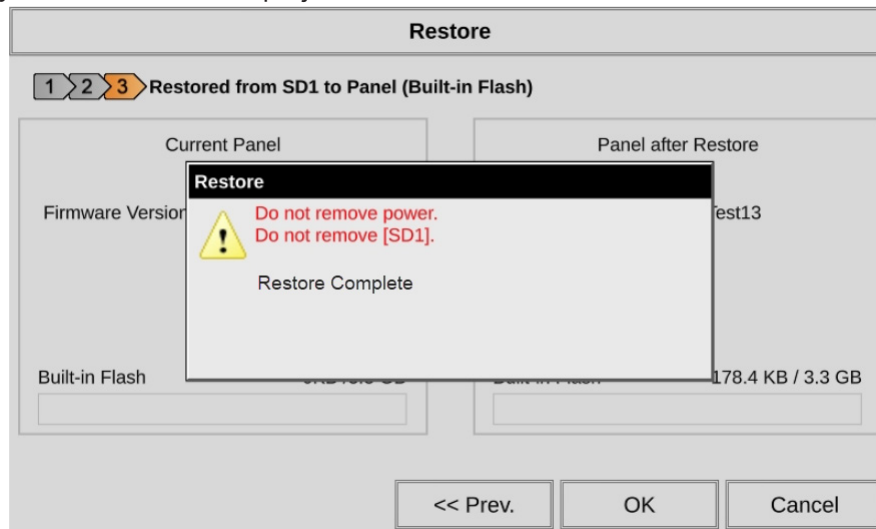 Restore
1 2 3 Restored from SD1 to Panel (Built-in Flash)
Current Panel
Panel after Restore
Restore
Firmware Version
Do not remove power.
Do not remove [SD1].
Restore Complete
Built-in Flash
178.4 KB / 3.3 GB
<< Prev.
OK
Cancel